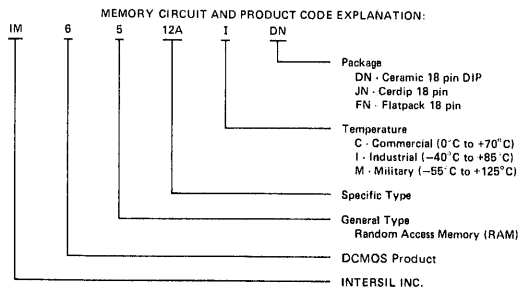 MEMORY CIRCUIT AND PRODUCT CODE EXPLANATION:
IM 6 5 12A I DN
Package
DN · Ceramic 18 pin DIP
JN · Cerdip 18 pin
FN · Flatpack 18 pin
Temperature
C · Commercial (0°C to +70°C)
I · Industrial (−40°C to +85°C)
M · Military (−55°C to +125°C)
Specific Type
General Type
Random Access Memory (RAM)
DCMOS Product
INTERSIL INC.